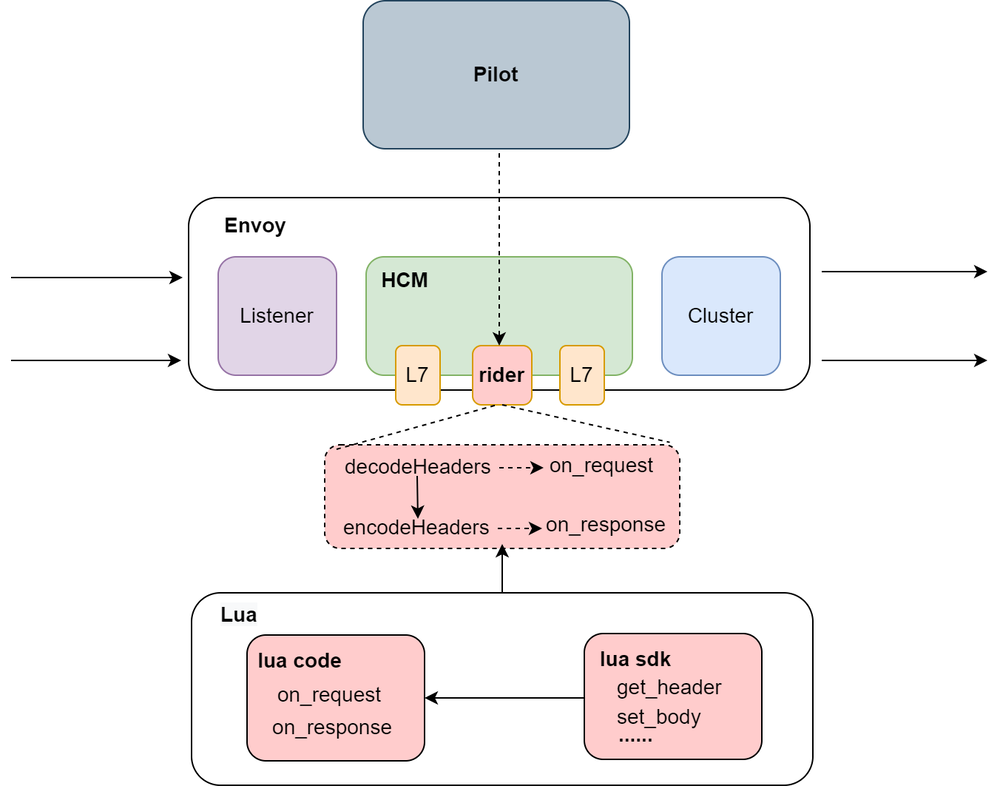 Pilot
Envoy
Listener
HCM
Cluster
L7
rider
L7
decodeHeaders
on_request
encodeHeaders
on_response
Lua
lua code
on_request
on_response
lua sdk
get_header
set_body
......